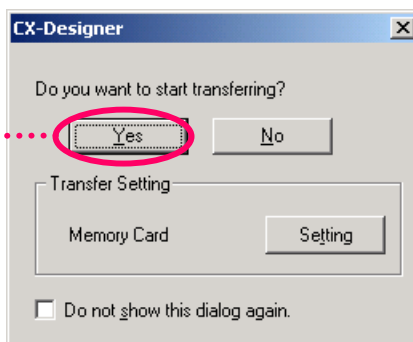 CX-Designer
Do you want to start transferring?
Yes No
Transfer Setting
Memory Card Setting
Do not show this dialog again.